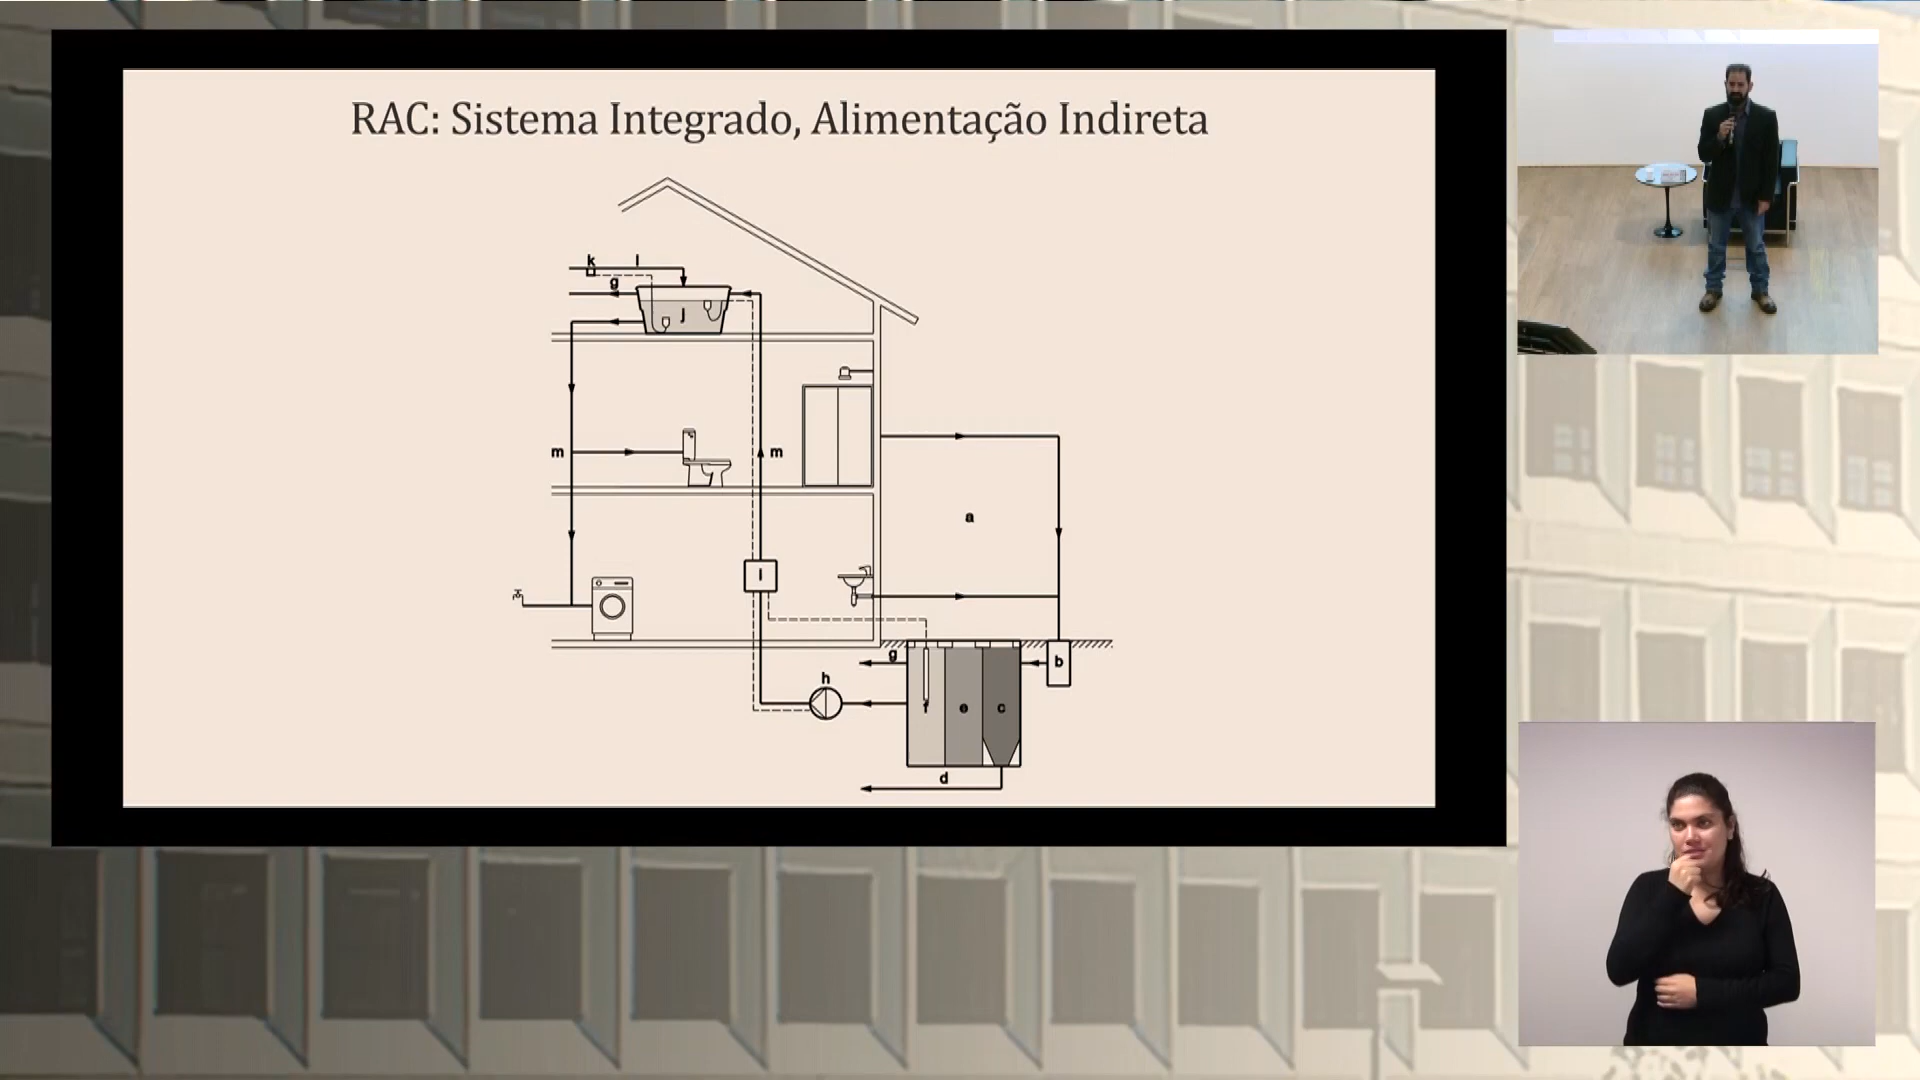 RAC: Sistema Integrado, Alimentação Indireta
k l
g
j
m
m
a
l
g
b
h
f e c
d